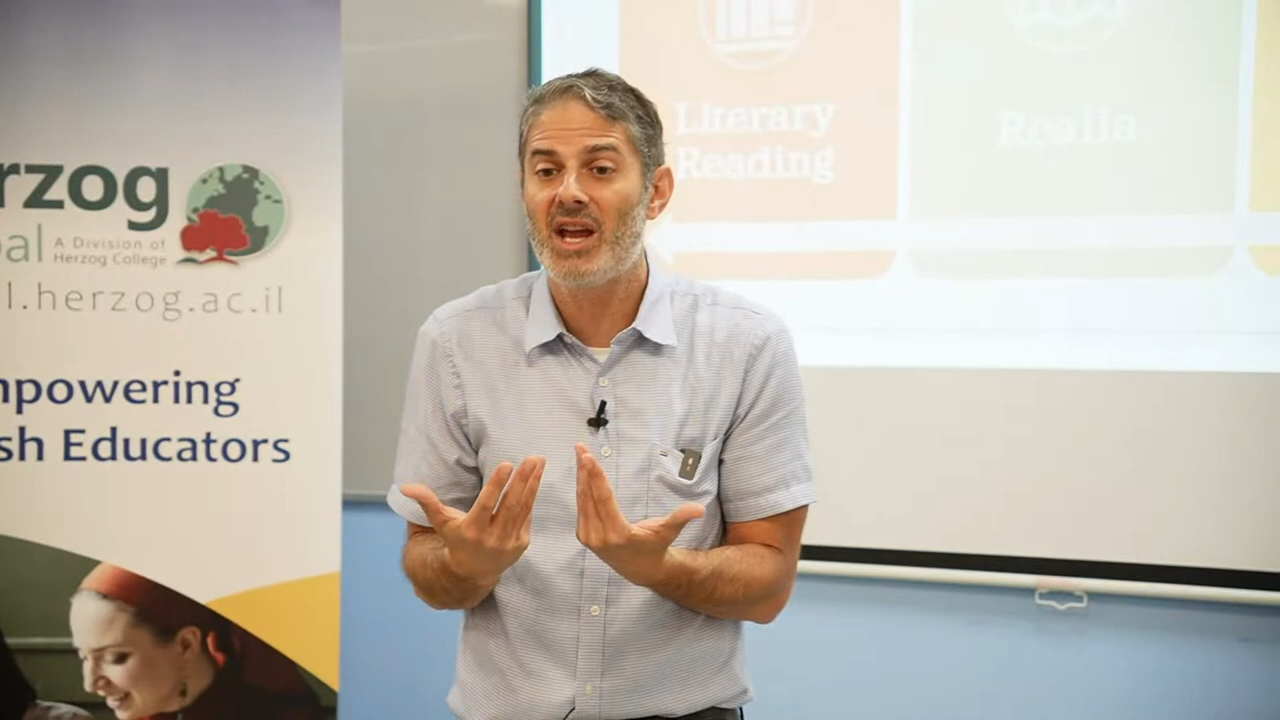 rzog
bal
A Division of
Herzog College
l.herzog.ac.il
mpowering
sh Educators
Literary
Reading
Realia